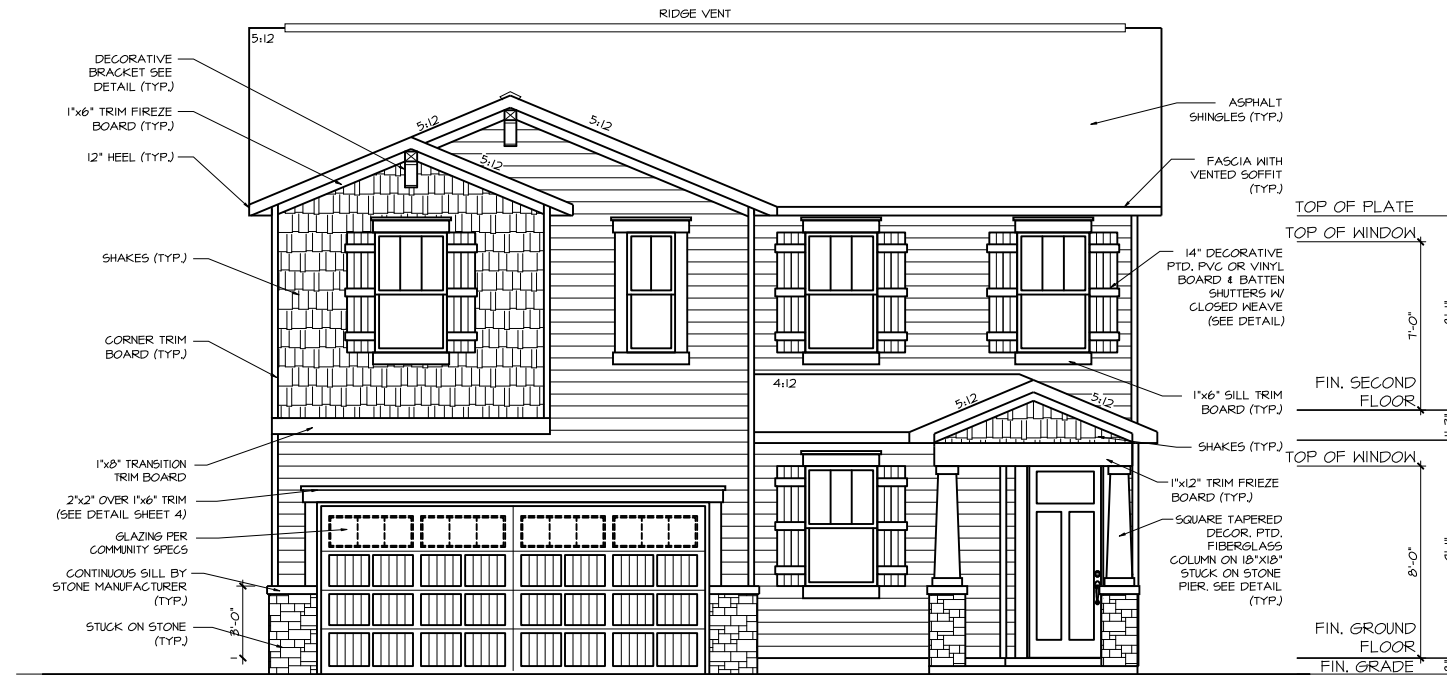 RIDGE VENT
5:12
DECORATIVE
BRACKET SEE
DETAIL (TYP.)
1"x6" TRIM FIREZE
BOARD (TYP.)
12" HEEL (TYP.)
SHAKES (TYP.)
CORNER TRIM
BOARD (TYP.)
1"x8" TRANSITION
TRIM BOARD
2"x2" OVER 1"x6" TRIM
(SEE DETAIL SHEET 4)
GLAZING PER
COMMUNITY SPECS
CONTINUOUS SILL BY
STONE MANUFACTURER
(TYP.)
STUCK ON STONE
(TYP.)
3'-0"
5:12
5:12
5:12
4:12
5:12
5:12
ASPHALT
SHINGLES (TYP.)
FASCIA WITH
VENTED SOFFIT
(TYP.)
14" DECORATIVE
PTD. PVC OR VINYL
BOARD & BATTEN
SHUTTERS W/
CLOSED WEAVE
(SEE DETAIL)
1"x6" SILL TRIM
BOARD (TYP.)
SHAKES (TYP.)
1"x12" TRIM FRIEZE
BOARD (TYP.)
SQUARE TAPERED
DECOR. PTD.
FIBERGLASS
COLUMN ON 18"X18"
STUCK ON STONE
PIER. SEE DETAIL
(TYP.)
TOP OF PLATE
TOP OF WINDOW
7'-0"
FIN. SECOND
FLOOR
TOP OF WINDOW
8'-0"
FIN. GROUND
FLOOR
FIN. GRADE